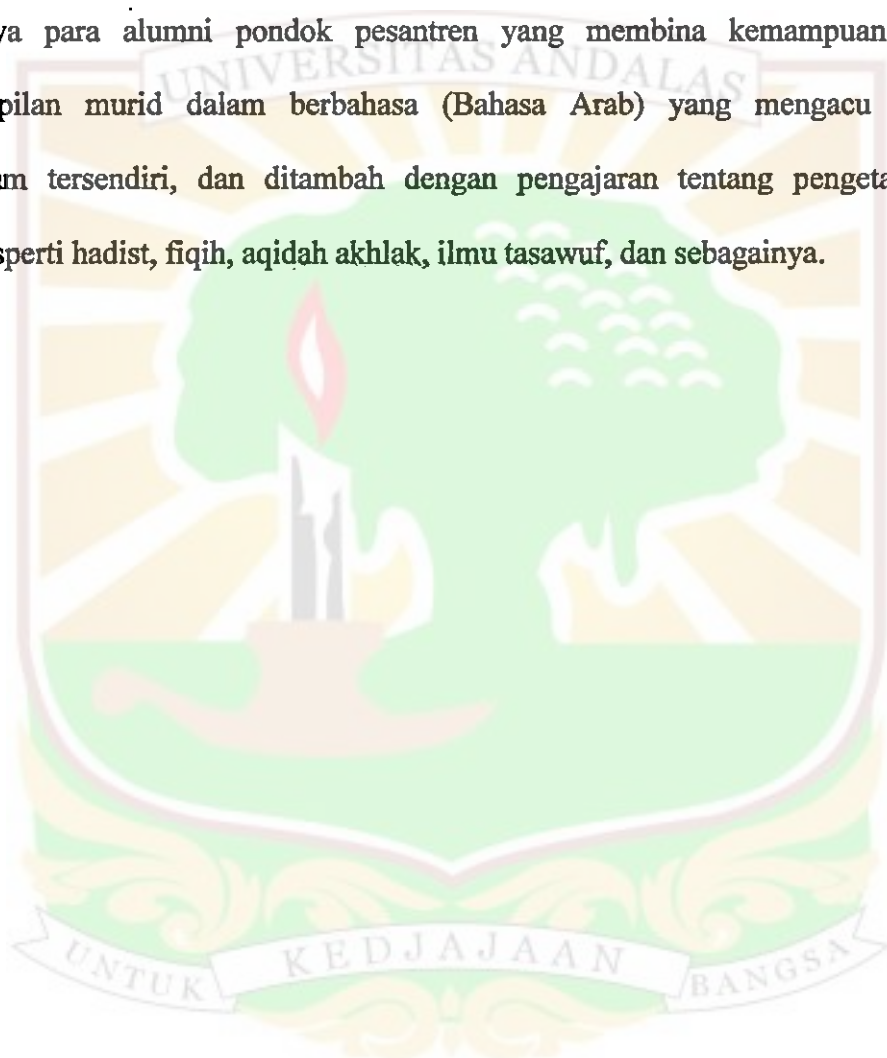 ya para alumni pondok pesantren yang membina kemampuan
pilan murid dalam berbahasa (Bahasa Arab) yang mengacu
m tersendiri, dan ditambah dengan pengajaran tentang pengeta
sperti hadist, fiqih, aqidah akhlak, ilmu tasawuf, dan sebagainya.
UNIVERSITAS ANDALAS
UNTUK KEDJAJAAN BANGSA